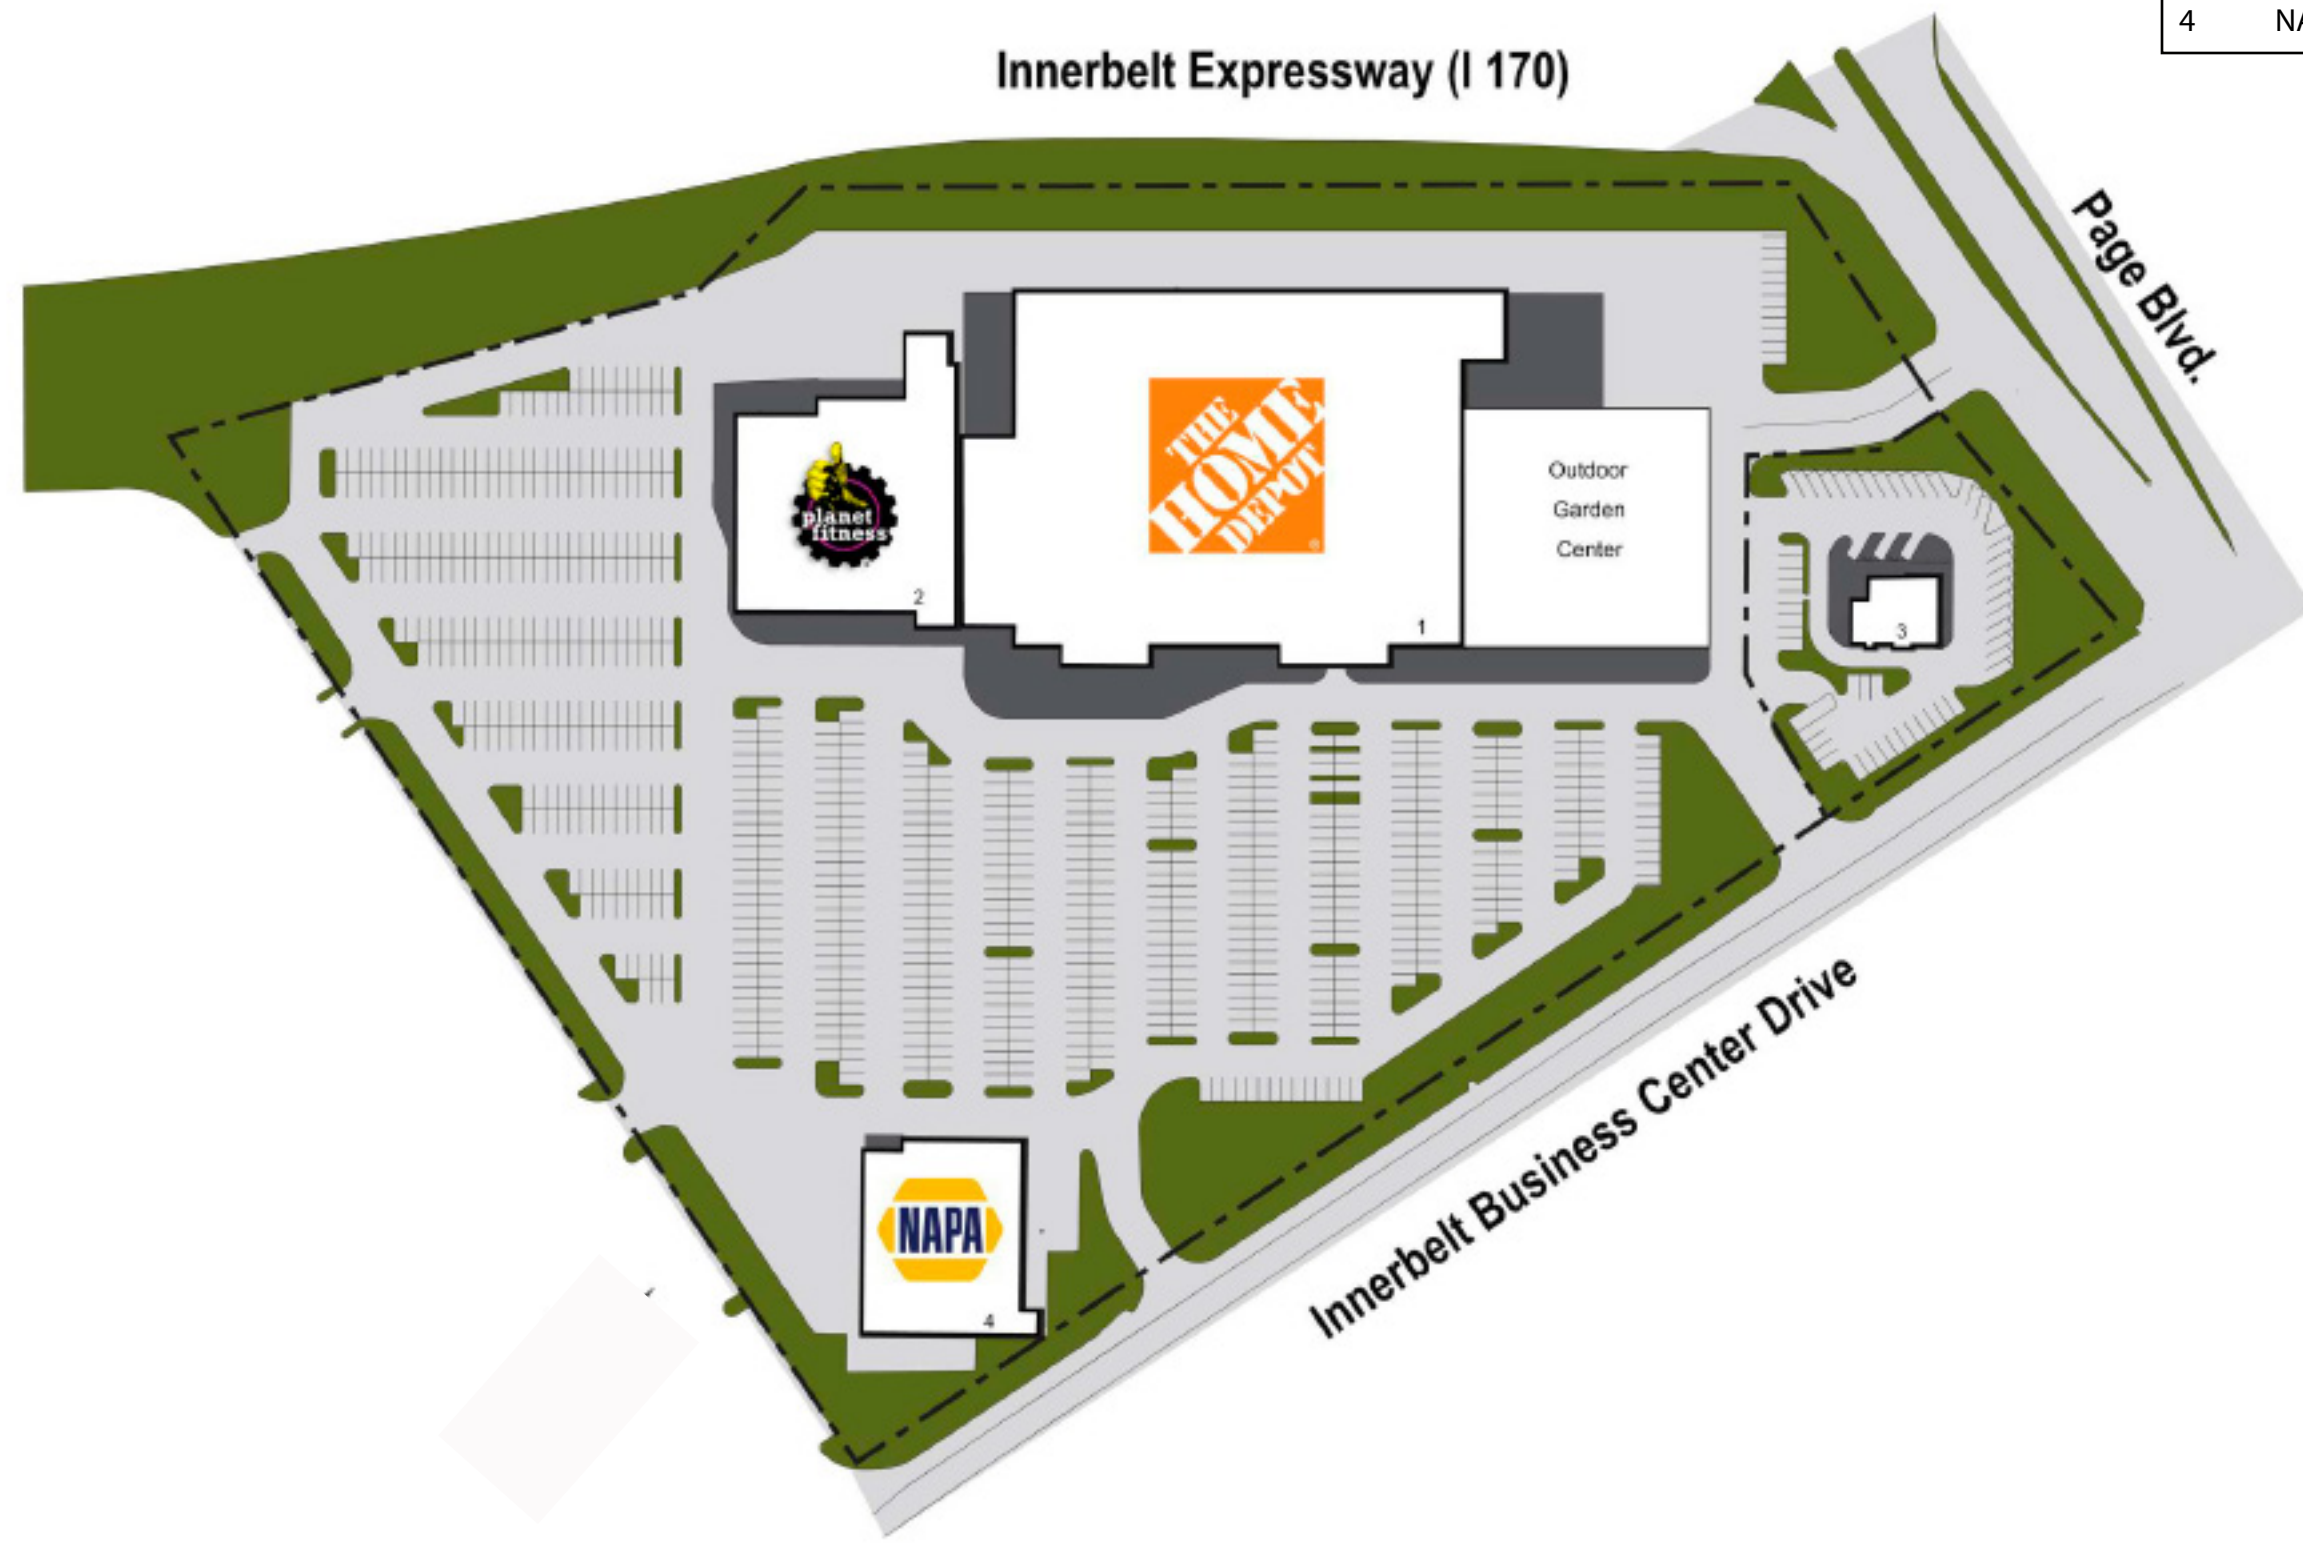 4 NA
Innerbelt Expressway (I 170)
Page Blvd.
THE
HOME
DEPOT
®
planet
fitness
2
1
Outdoor
Garden
Center
3
NAPA
4
Innerbelt Business Center Drive